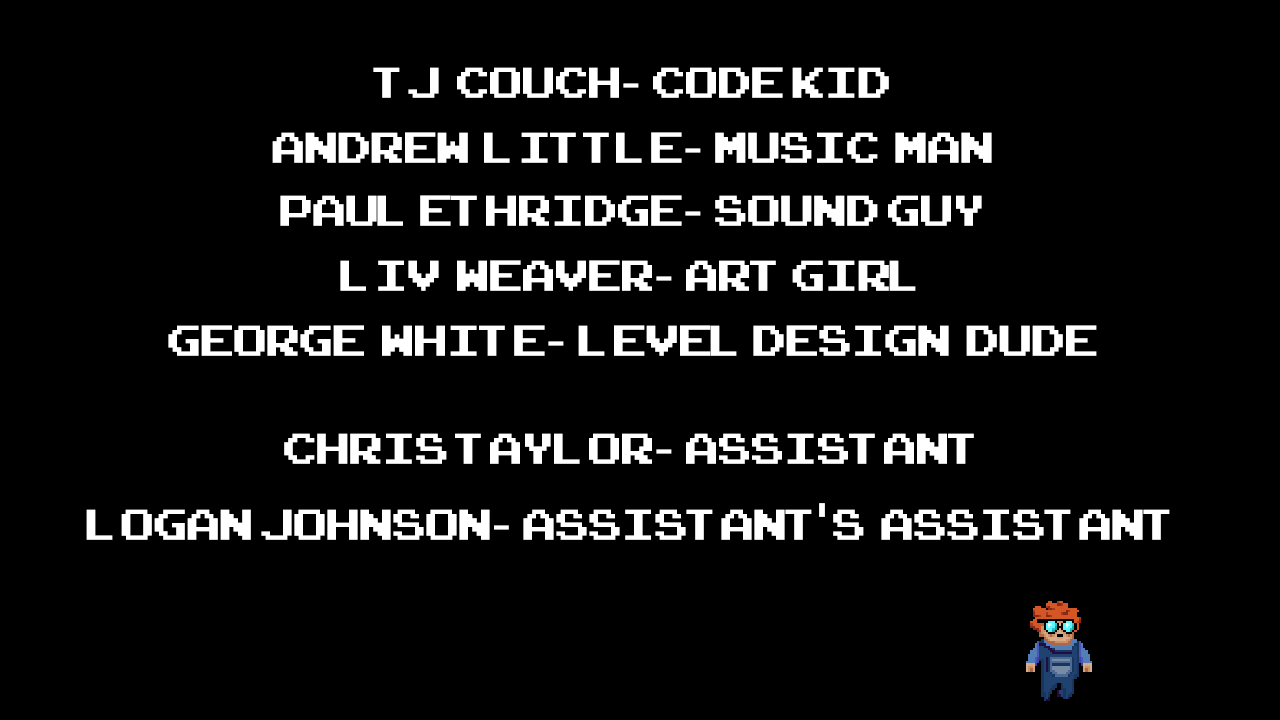 TJ COUCH- CODE KID
ANDREW LITTLE- MUSIC MAN
PAUL ETHRIDGE- SOUND GUY
LIV WEAVER- ART GIRL
GEORGE WHITE- LEVEL DESIGN DUDE
CHRIS TAYLOR- ASSISTANT
LOGAN JOHNSON- ASSISTANT'S ASSISTANT